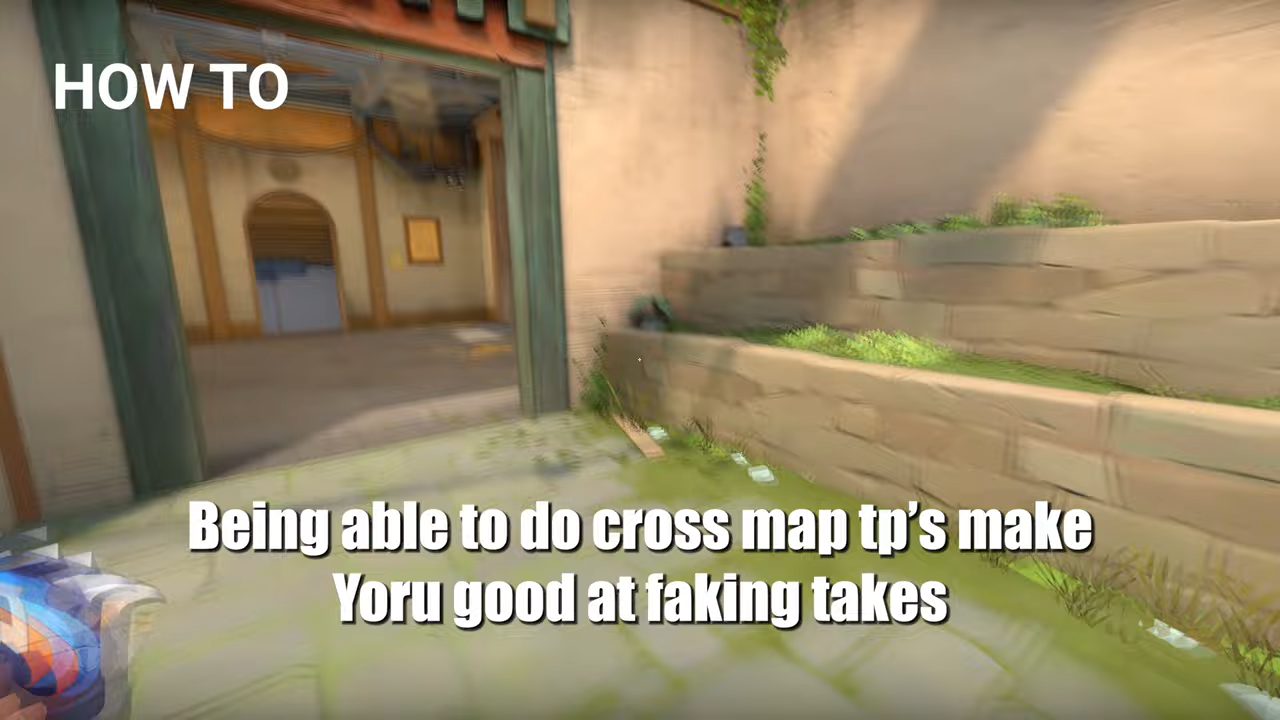 HOW TO
Being able to do cross map tp’s make
Yoru good at faking takes